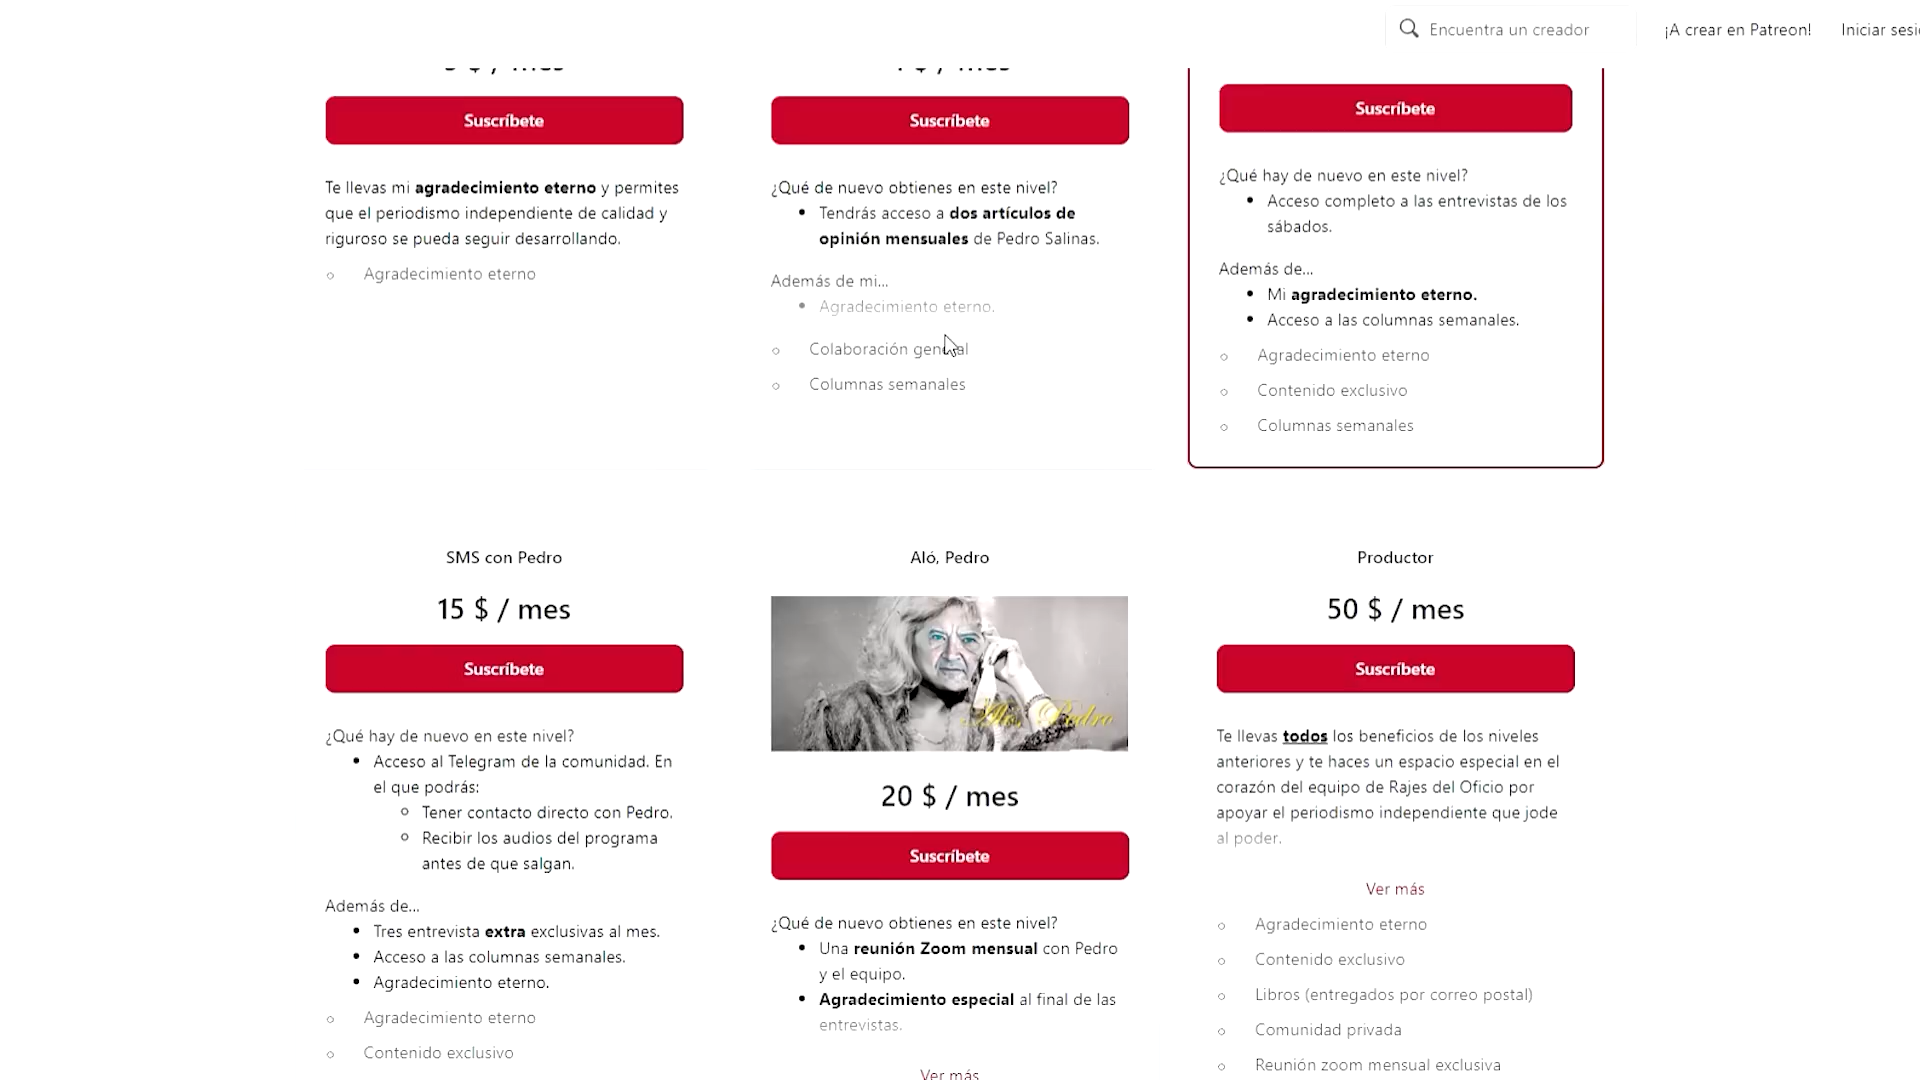 Encuentra un creador
¡A crear en Patreon!
Iniciar sesi
$ / mes
$ / mes
Suscríbete
Te llevas mi agradecimiento eterno y permites
que el periodismo independiente de calidad y
riguroso se pueda seguir desarrollando.
Agradecimiento eterno
Suscríbete
¿Qué de nuevo obtienes en este nivel?
Tendrás acceso a dos artículos de
opinión mensuales de Pedro Salinas.
Además de mi...
Agradecimiento eterno.
Colaboración general
Columnas semanales
Suscríbete
¿Qué hay de nuevo en este nivel?
Acceso completo a las entrevistas de los
sábados.
Además de...
Mi agradecimiento eterno.
Acceso a las columnas semanales.
Agradecimiento eterno
Contenido exclusivo
Columnas semanales
SMS con Pedro
15 $ / mes
Suscríbete
¿Qué hay de nuevo en este nivel?
Acceso al Telegram de la comunidad. En
el que podrás:
Tener contacto directo con Pedro.
Recibir los audios del programa
antes de que salgan.
Además de...
Tres entrevista extra exclusivas al mes.
Acceso a las columnas semanales.
Agradecimiento eterno.
Agradecimiento eterno
Contenido exclusivo
Aló, Pedro
Aló, Pedro
20 $ / mes
Suscríbete
¿Qué de nuevo obtienes en este nivel?
Una reunión Zoom mensual con Pedro
y el equipo.
Agradecimiento especial al final de las
entrevistas.
Ver más
Productor
50 $ / mes
Suscríbete
Te llevas todos los beneficios de los niveles
anteriores y te haces un espacio especial en el
corazón del equipo de Rajes del Oficio por
apoyar el periodismo independiente que jode
al poder.
Ver más
Agradecimiento eterno
Contenido exclusivo
Libros (entregados por correo postal)
Comunidad privada
Reunión zoom mensual exclusiva